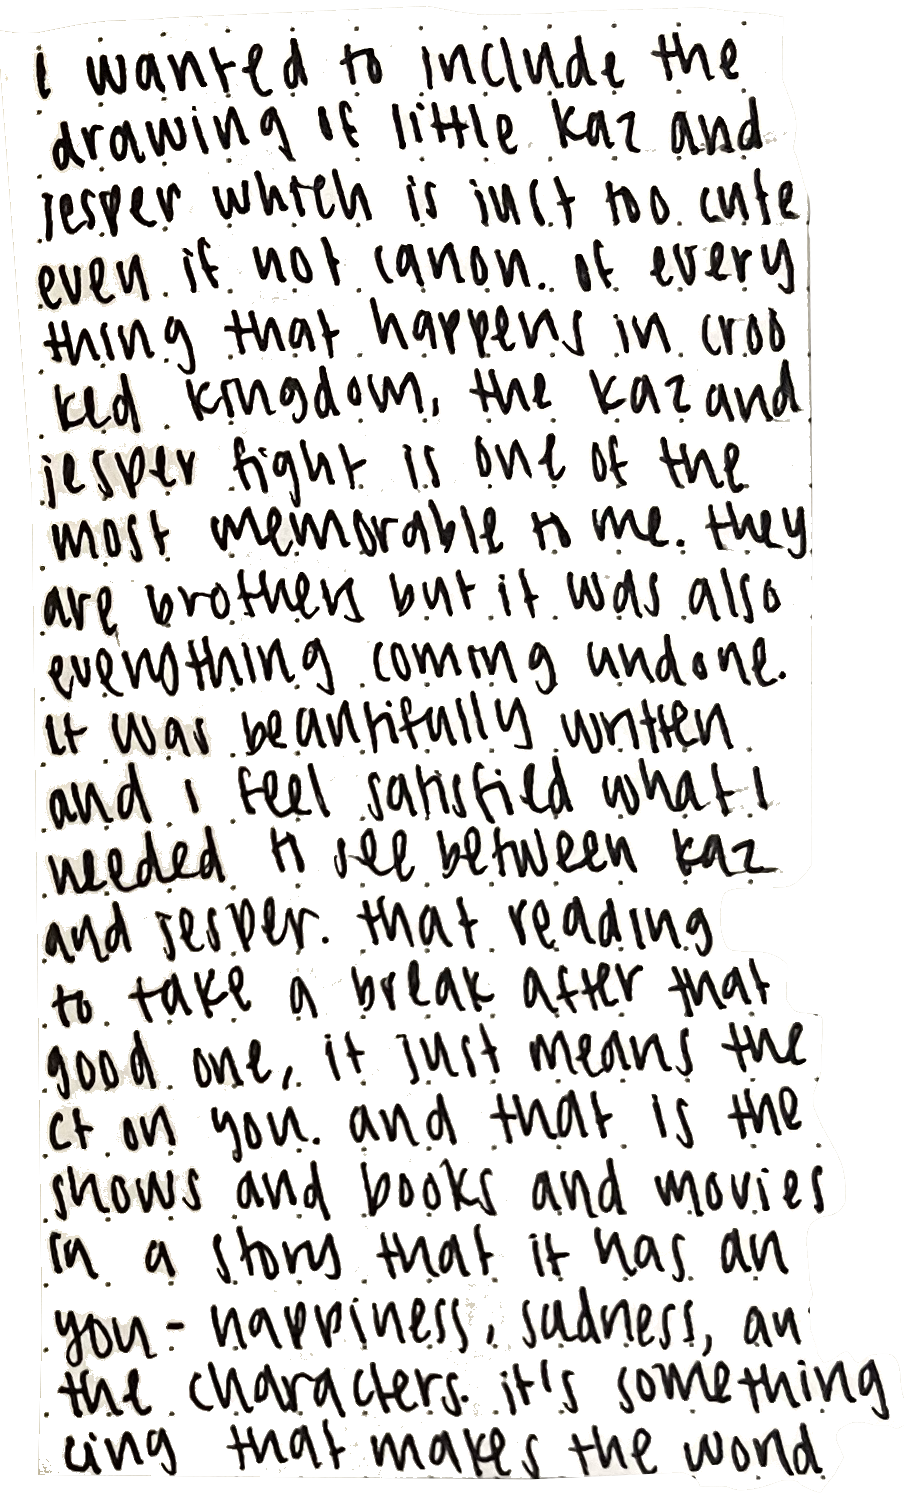 i wanted to include the
drawing of little kaz and
jesper which is just too cute
even if not canon. of every
thing that happens in croo
ked kingdom, the kaz and
jesper fight is one of the
most memorable to me. they
are brothers but it was also
everything coming undone.
it was beautifully written
and i feel satisfied what i
needed to see between kaz
and jesper. that reading
to take a break after that
good one, it just means the
ct on you. and that is the
shows and books and movies
in a story that it has an
you - happiness, sadness, an
the characters. it's something
cing that makes the world